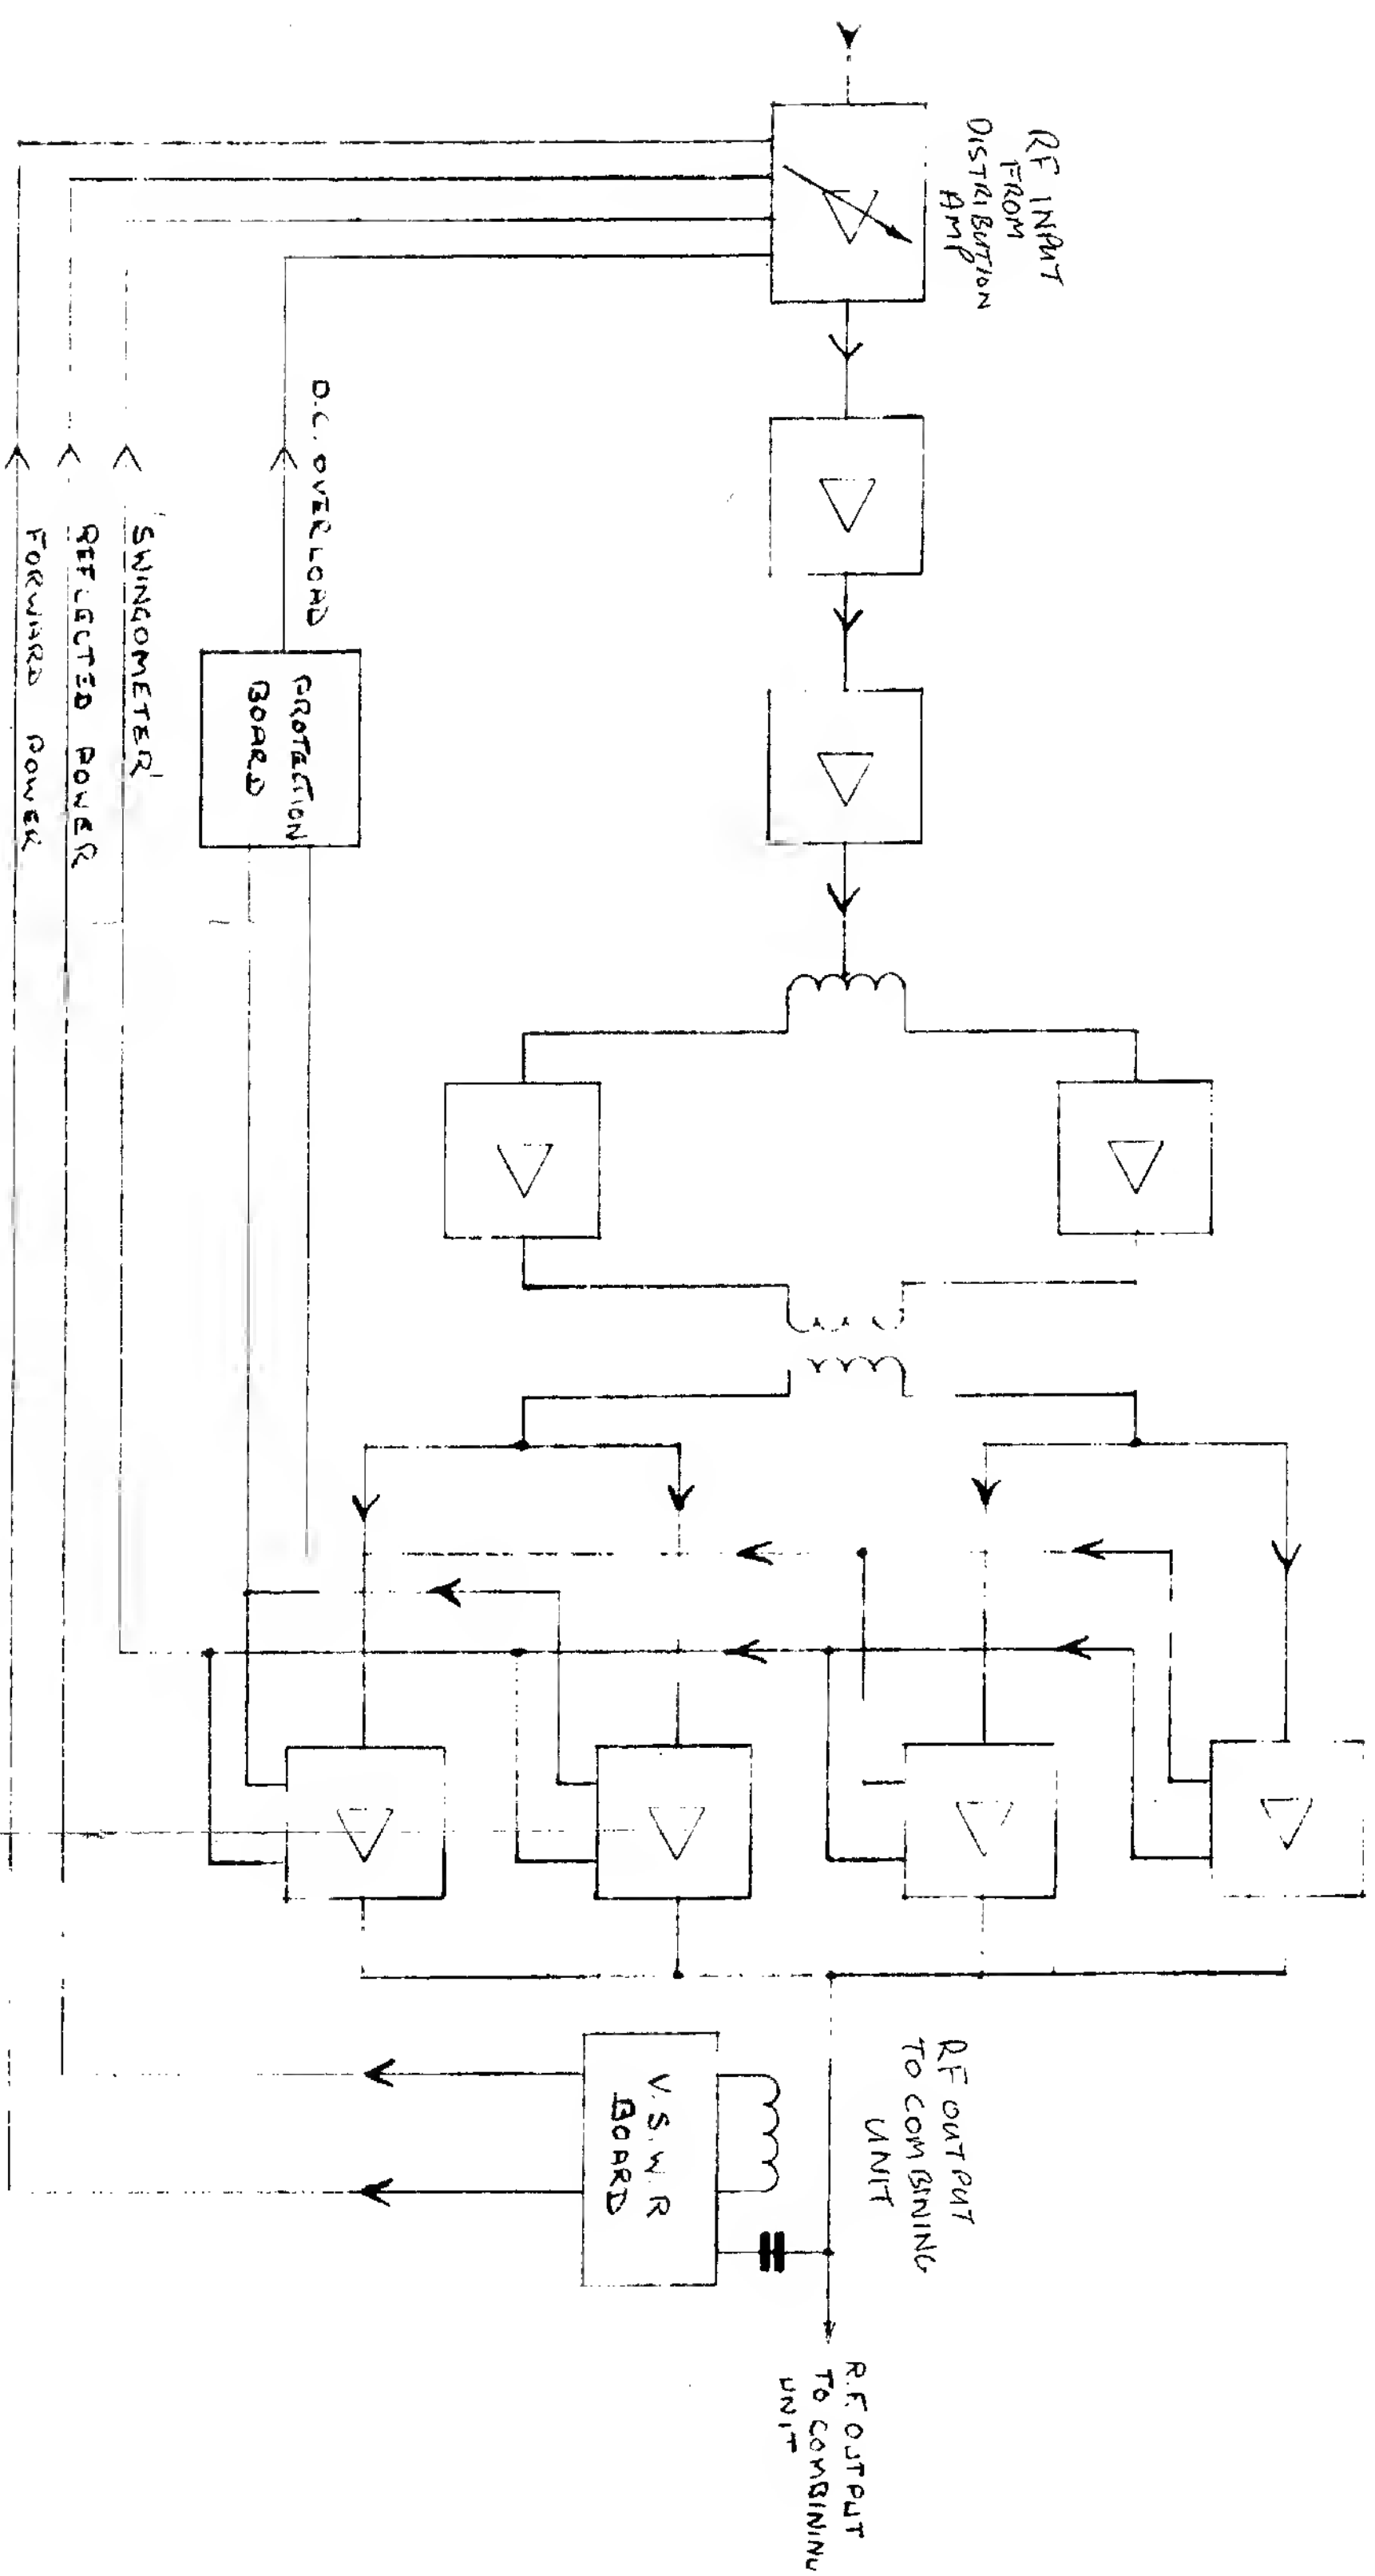 RF INPUT
FROM
DISTRIBUTION
AMP
D.C. OVERLOAD
'SWINGOMETER'
REFLECTED POWER
FORWARD POWER
PROTECTION
BOARD
V.S.W.R
BOARD
RF OUTPUT
TO COMBINING
UNIT
R.F. OUTPUT
TO COMBINING
UNIT